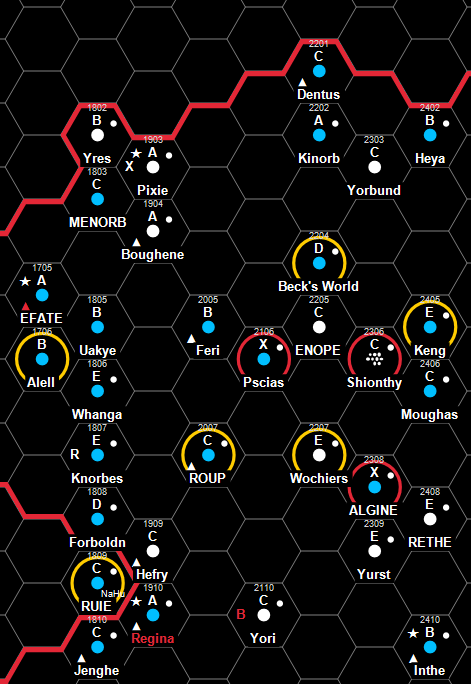 2201
C
Dentus
1802
B
Yres
2202
A
Kinorb
2402
B
Heya
1903
A
X
Pixie
2303
C
Yorbund
1803
C
MENORB
1904
A
Boughene
2204
D
Beck's World
1705
A
EFATE
1805
B
Uakye
2005
B
Feri
2205
C
ENOPE
2405
E
Keng
1706
B
Alell
2106
X
Pscias
2306
C
Shionthy
1806
E
Whanga
2406
C
Moughas
1807
E
R
Knorbes
2007
C
ROUP
2207
E
Wochiers
2308
X
ALGINE
1808
D
Forboldn
2408
E
RETHE
1909
C
Hefry
2309
E
Yurst
1809
C
NaHu
RUIE
1910
A
Regina
2110
C
B
Yori
1810
C
Jenghe
2410
B
Inthe